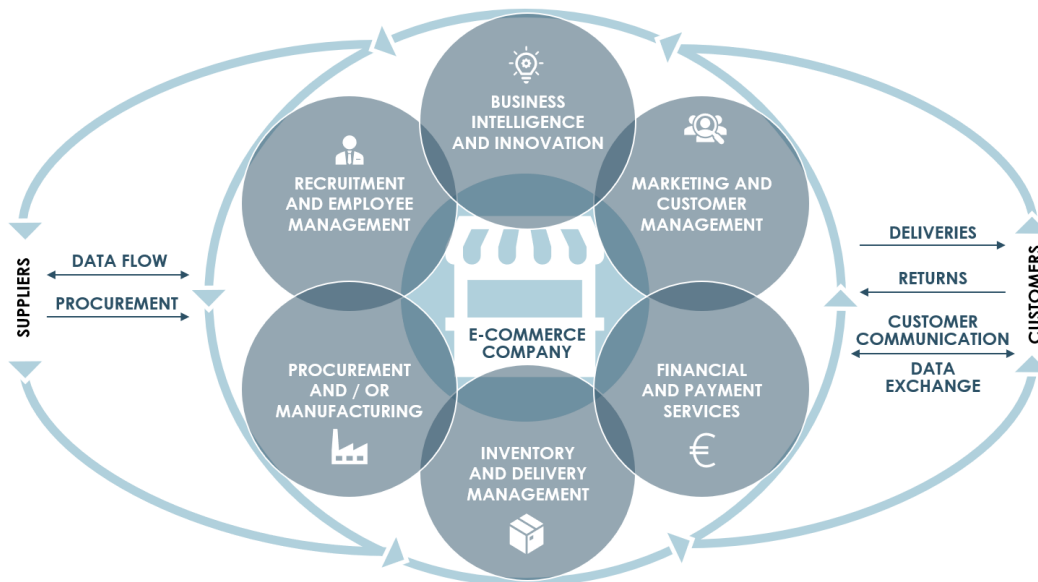 BUSINESS
INTELLIGENCE
AND INNOVATION
RECRUITMENT
AND EMPLOYEE
MANAGEMENT
MARKETING AND
CUSTOMER
MANAGEMENT
SUPPLIERS
DATA FLOW
PROCUREMENT
E-COMMERCE
COMPANY
DELIVERIES
RETURNS
CUSTOMER
COMMUNICATION
DATA
EXCHANGE
CUSTOMERS
PROCUREMENT
AND / OR
MANUFACTURING
FINANCIAL
AND PAYMENT
SERVICES
€
INVENTORY
AND DELIVERY
MANAGEMENT